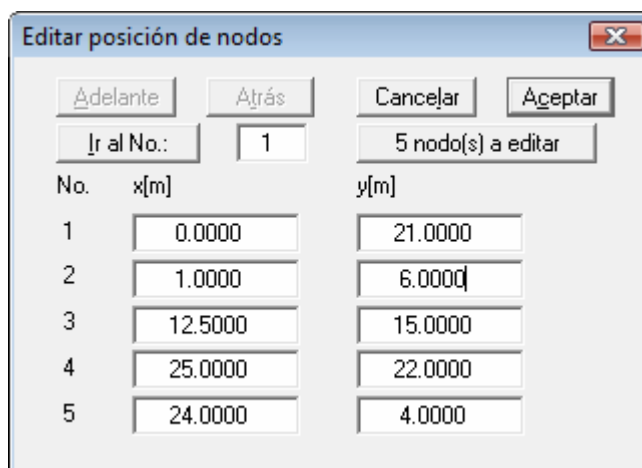 Editar posición de nodos
Adelante Atrás Cancelar Aceptar
Ir al No.: 1 5 nodo(s) a editar
No. x[m] y[m]
1 0.0000 21.0000
2 1.0000 6.0000
3 12.5000 15.0000
4 25.0000 22.0000
5 24.0000 4.0000